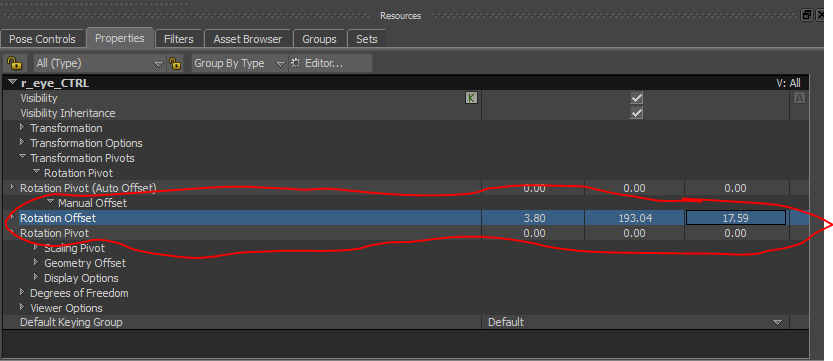 Resources
Pose Controls Properties Filters Asset Browser Groups Sets
All (Type) Group By Type Editor...
r_eye_CTRL V: All
Visibility K A
Visibility Inheritance
Transformation
Transformation Options
Transformation Pivots
Rotation Pivot
Rotation Pivot (Auto Offset) 0.00 0.00 0.00
Manual Offset
Rotation Offset 3.80 193.04 17.59
Rotation Pivot 0.00 0.00 0.00
Scaling Pivot
Geometry Offset
Display Options
Degrees of Freedom
Viewer Options
Default Keying Group Default